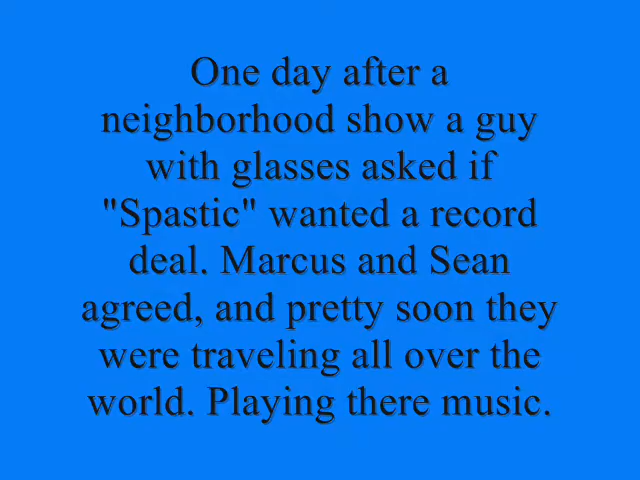 One day after a
neighborhood show a guy
with glasses asked if
"Spastic" wanted a record
deal. Marcus and Sean
agreed, and pretty soon they
were traveling all over the
world. Playing there music.